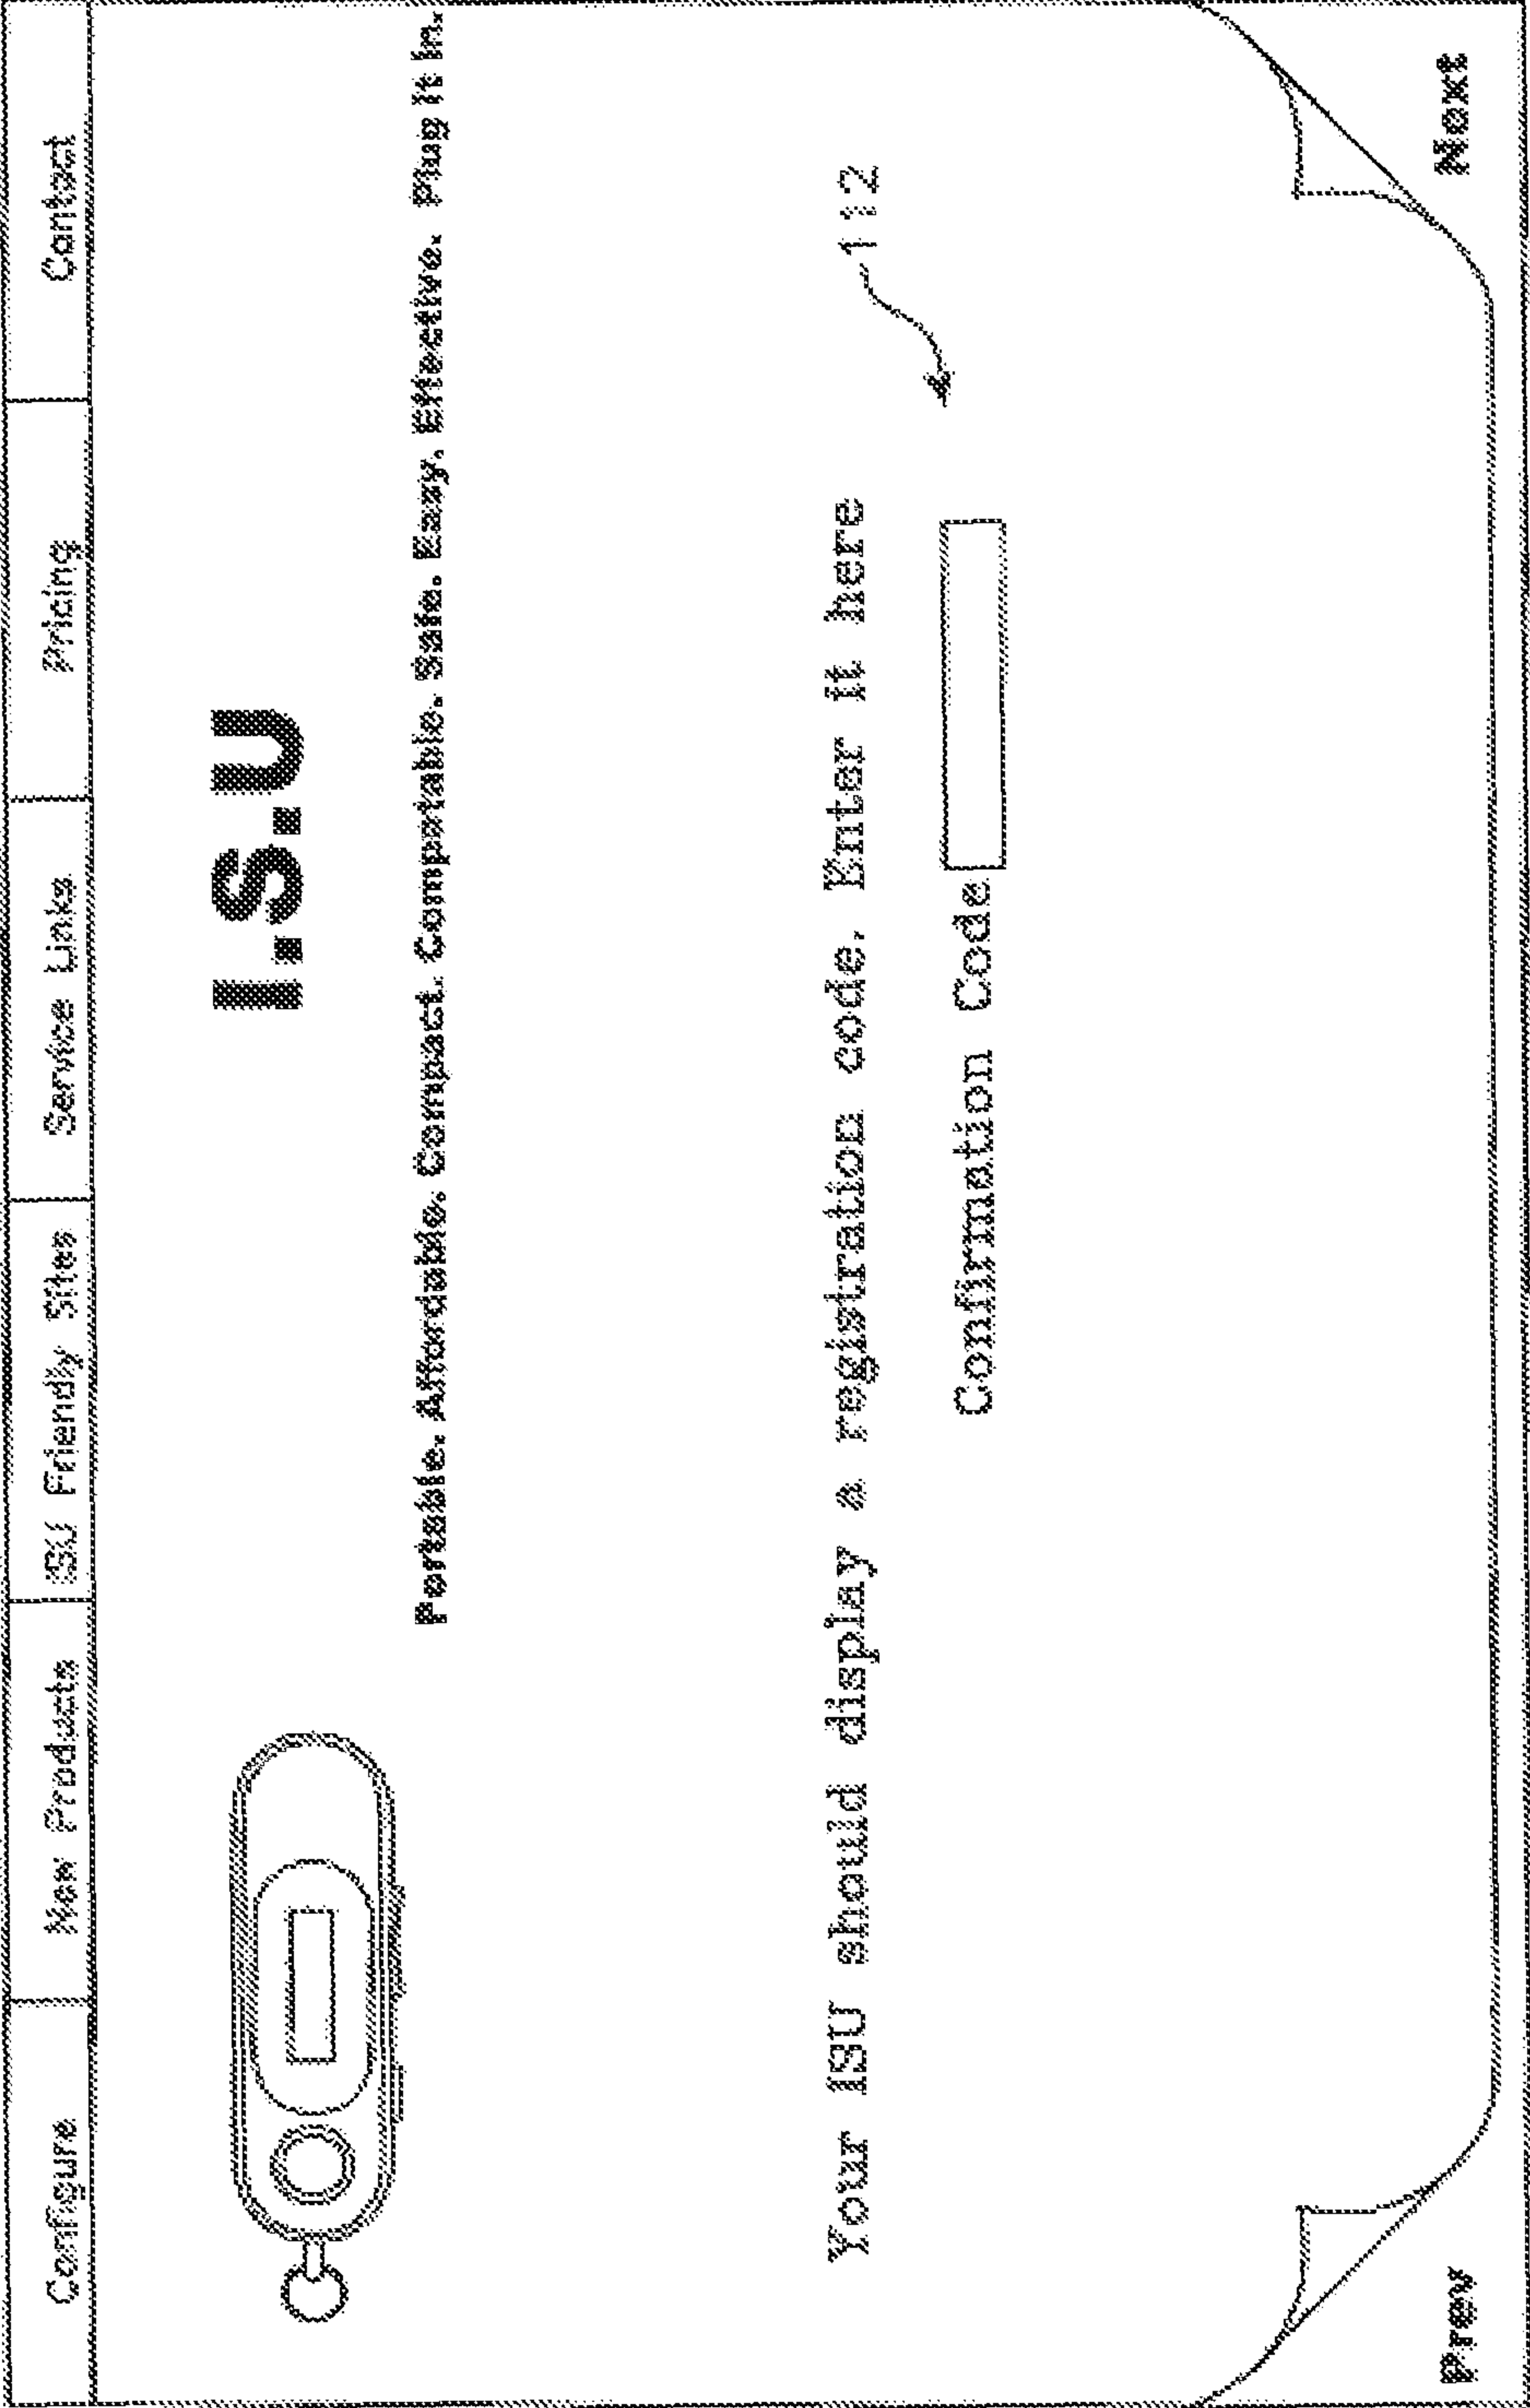 Configure New Products ISU Friendly Sites Service Links Pricing Contact
I.S.U
Portable. Affordable. Compact. Compatable. Safe. Easy. Effective. Plug it in.
112
Your ISU should display a registration code. Enter it here
Confirmation Code
Prev Next